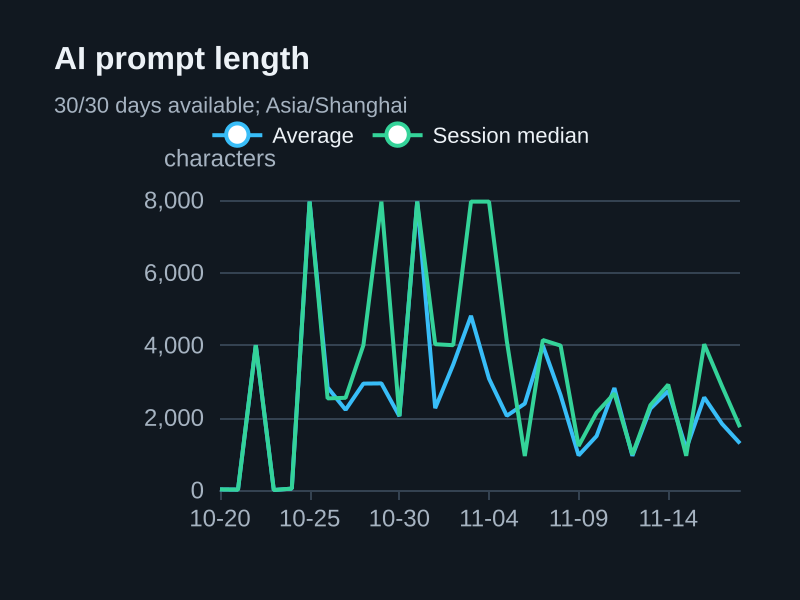 AI prompt length
30/30 days available; Asia/Shanghai
Average Session median
characters
8,000
6,000
4,000
2,000
0
10-20 10-25 10-30 11-04 11-09 11-14